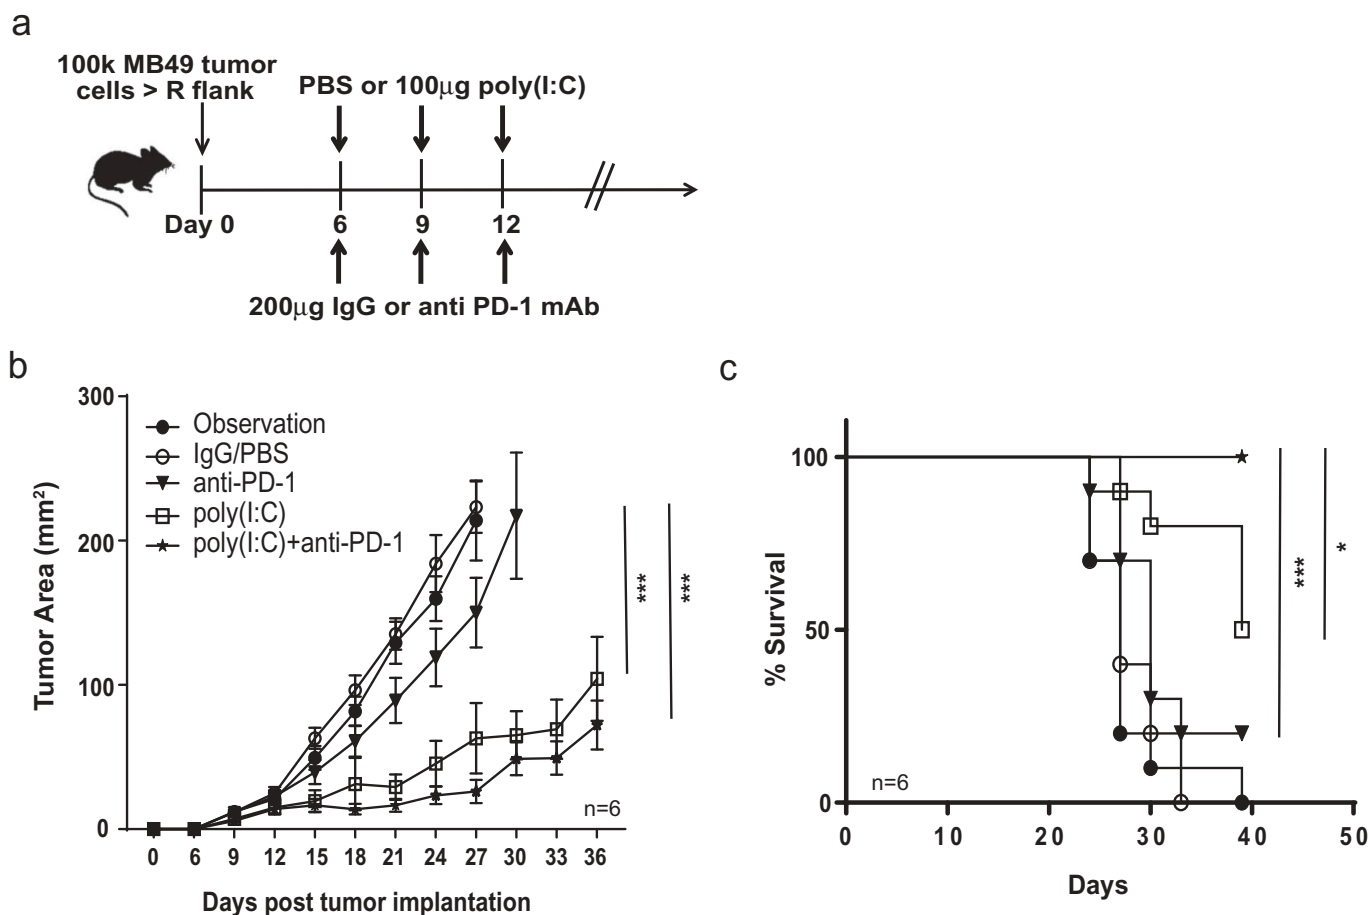 a
100k MB49 tumor
cells > R flank
PBS or 100μg poly(I:C)
Day 0
6
9
12
200μg IgG or anti PD-1 mAb
b
300
200
100
0
Tumor Area (mm²)
Observation
IgG/PBS
anti-PD-1
poly(I:C)
poly(I:C)+anti-PD-1
***
***
n=6
0 6 9 12 15 18 21 24 27 30 33 36
Days post tumor implantation
c
100
50
0
% Survival
***
*
n=6
0 10 20 30 40 50
Days